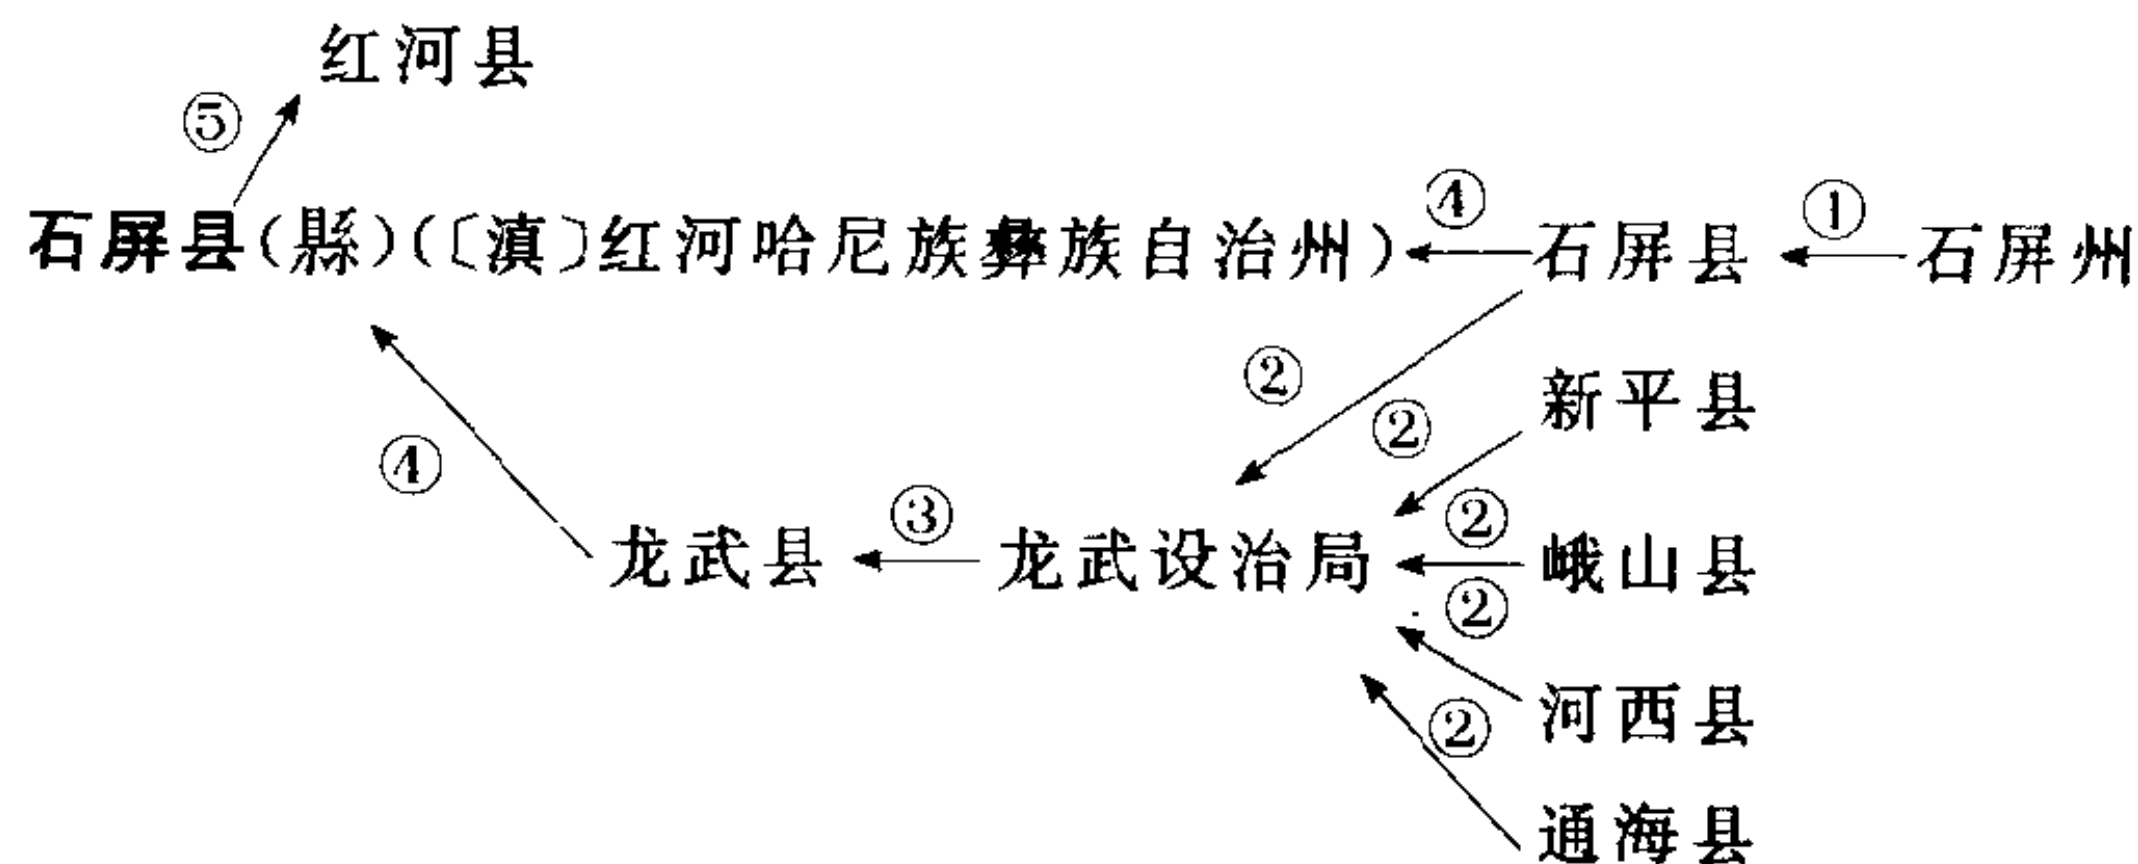 红河县
⑤
石屏县(縣)(〔滇〕红河哈尼族彝族自治州) ④ 石屏县 ① 石屏州
②
新平县
②
④
龙武县 ③ 龙武设治局 ② 峨山县
②
河西县
②
通海县